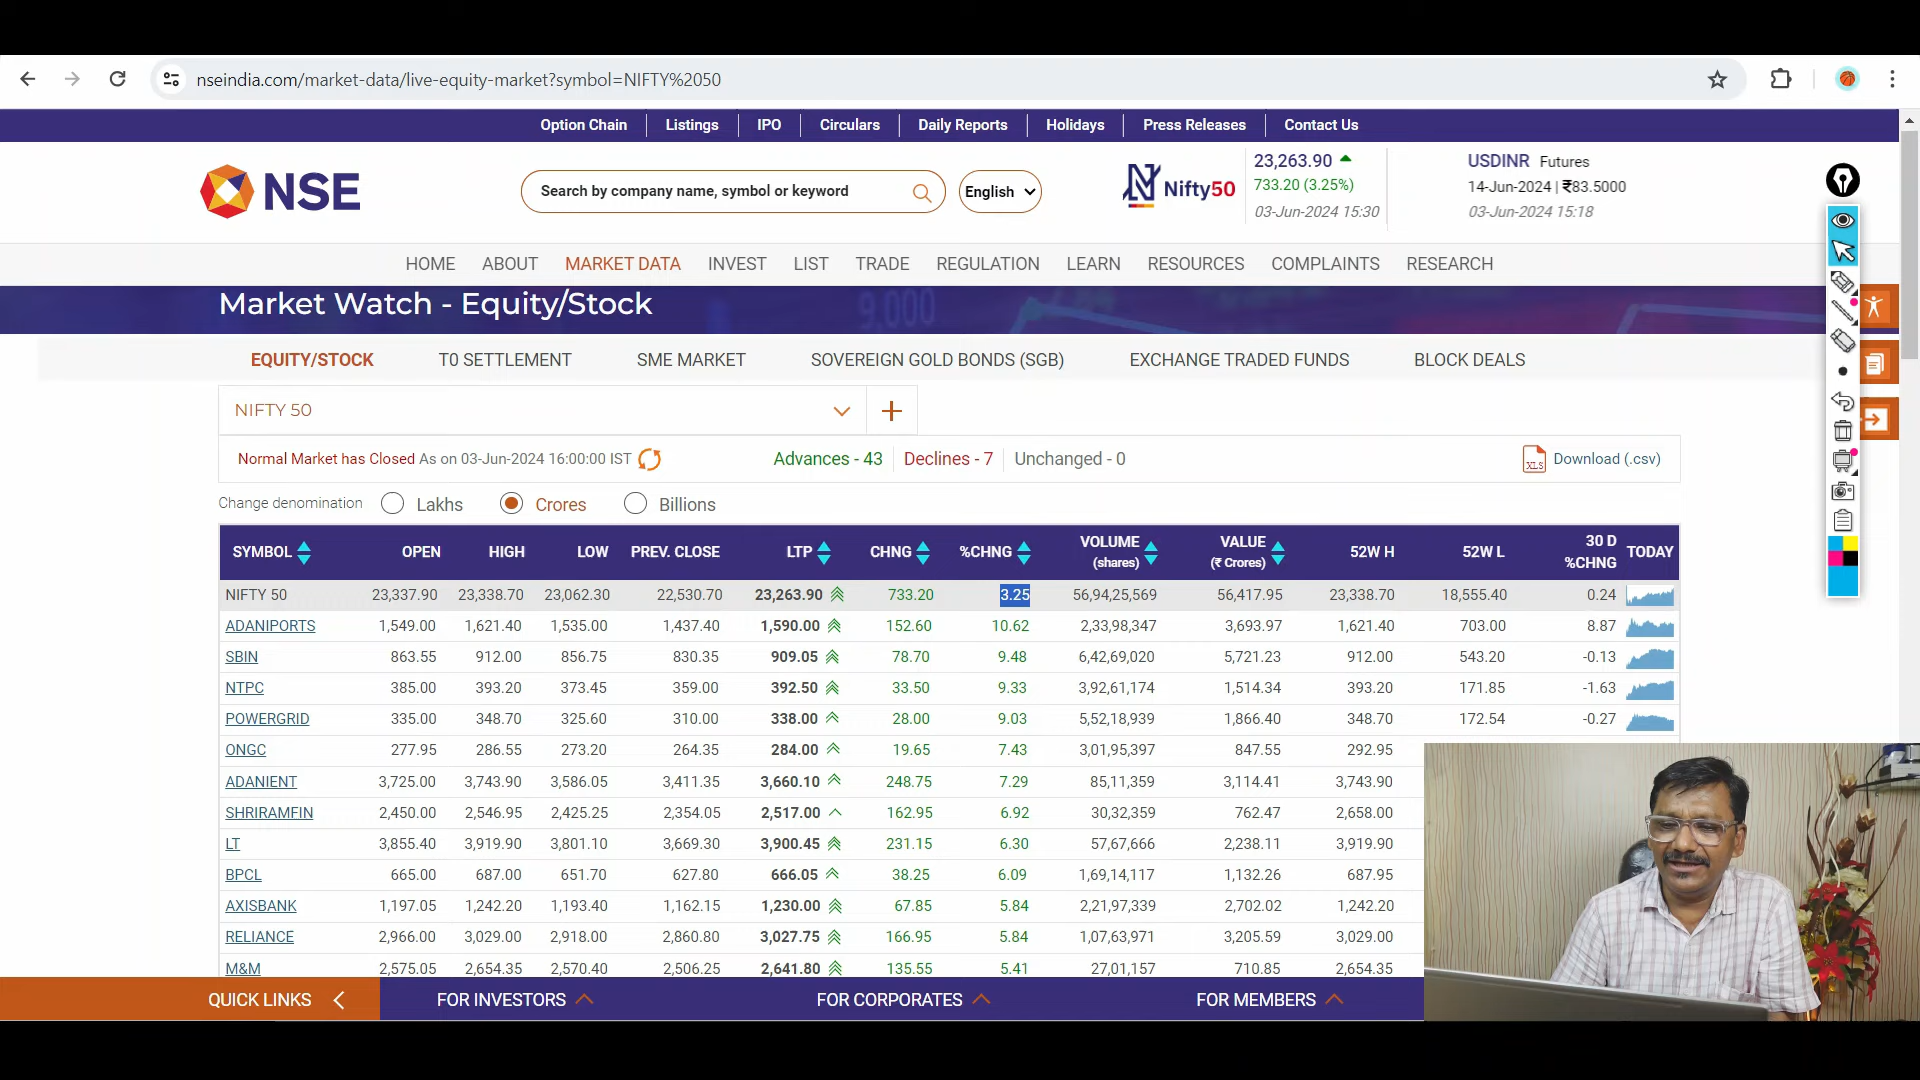 nseindia.com/market-data/live-equity-market?symbol=NIFTY%2050
Option Chain Listings IPO Circulars Daily Reports Holidays Press Releases Contact Us
NSE
Search by company name, symbol or keyword
English
Nifty50
23,263.90
733.20 (3.25%)
03-Jun-2024 15:30
USDINR Futures
14-Jun-2024 | ₹83.5000
03-Jun-2024 15:18
HOME ABOUT MARKET DATA INVEST LIST TRADE REGULATION LEARN RESOURCES COMPLAINTS RESEARCH
Market Watch - Equity/Stock
9,000
EQUITY/STOCK T0 SETTLEMENT SME MARKET SOVEREIGN GOLD BONDS (SGB) EXCHANGE TRADED FUNDS BLOCK DEALS
NIFTY 50
Normal Market has Closed As on 03-Jun-2024 16:00:00 IST Advances - 43 Declines - 7 Unchanged - 0 XLS Download (.csv)
Change denomination Lakhs Crores Billions
SYMBOL OPEN HIGH LOW PREV. CLOSE LTP CHNG %CHNG VOLUME (shares) VALUE (₹ Crores) 52W H 52W L 30 D %CHNG TODAY
NIFTY 50 23,337.90 23,338.70 23,062.30 22,530.70 23,263.90 733.20 3.25 56,94,25,569 56,417.95 23,338.70 18,555.40 0.24
ADANIPORTS 1,549.00 1,621.40 1,535.00 1,437.40 1,590.00 152.60 10.62 2,33,98,347 3,693.97 1,621.40 703.00 8.87
SBIN 863.55 912.00 856.75 830.35 909.05 78.70 9.48 6,42,69,020 5,721.23 912.00 543.20 -0.13
NTPC 385.00 393.20 373.45 359.00 392.50 33.50 9.33 3,92,61,174 1,514.34 393.20 171.85 -1.63
POWERGRID 335.00 348.70 325.60 310.00 338.00 28.00 9.03 5,52,18,939 1,866.40 348.70 172.54 -0.27
ONGC 277.95 286.55 273.20 264.35 284.00 19.65 7.43 3,01,95,397 847.55 292.95
ADANIENT 3,725.00 3,743.90 3,586.05 3,411.35 3,660.10 248.75 7.29 85,11,359 3,114.41 3,743.90
SHRIRAMFIN 2,450.00 2,546.95 2,425.25 2,354.05 2,517.00 162.95 6.92 30,32,359 762.47 2,658.00
LT 3,855.40 3,919.90 3,801.10 3,669.30 3,900.45 231.15 6.30 57,67,666 2,238.11 3,919.90
BPCL 665.00 687.00 651.70 627.80 666.05 38.25 6.09 1,69,14,117 1,132.26 687.95
AXISBANK 1,197.05 1,242.20 1,193.40 1,162.15 1,230.00 67.85 5.84 2,21,97,339 2,702.02 1,242.20
RELIANCE 2,966.00 3,029.00 2,918.00 2,860.80 3,027.75 166.95 5.84 1,07,63,971 3,205.59 3,029.00
M&M 2,575.05 2,654.35 2,570.40 2,506.25 2,641.80 135.55 5.41 27,01,157 710.85 2,654.35
QUICK LINKS FOR INVESTORS FOR CORPORATES FOR MEMBERS